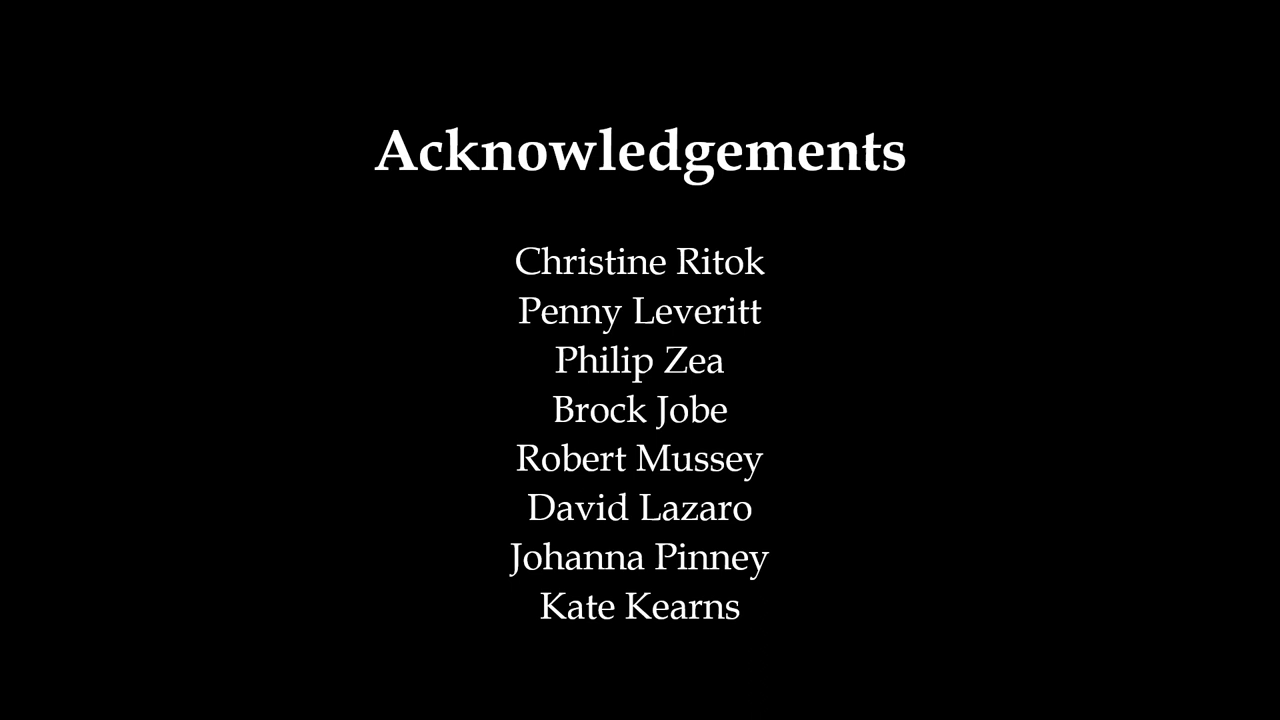 Acknowledgements
Christine Ritok
Penny Leveritt
Philip Zea
Brock Jobe
Robert Mussey
David Lazaro
Johanna Pinney
Kate Kearns